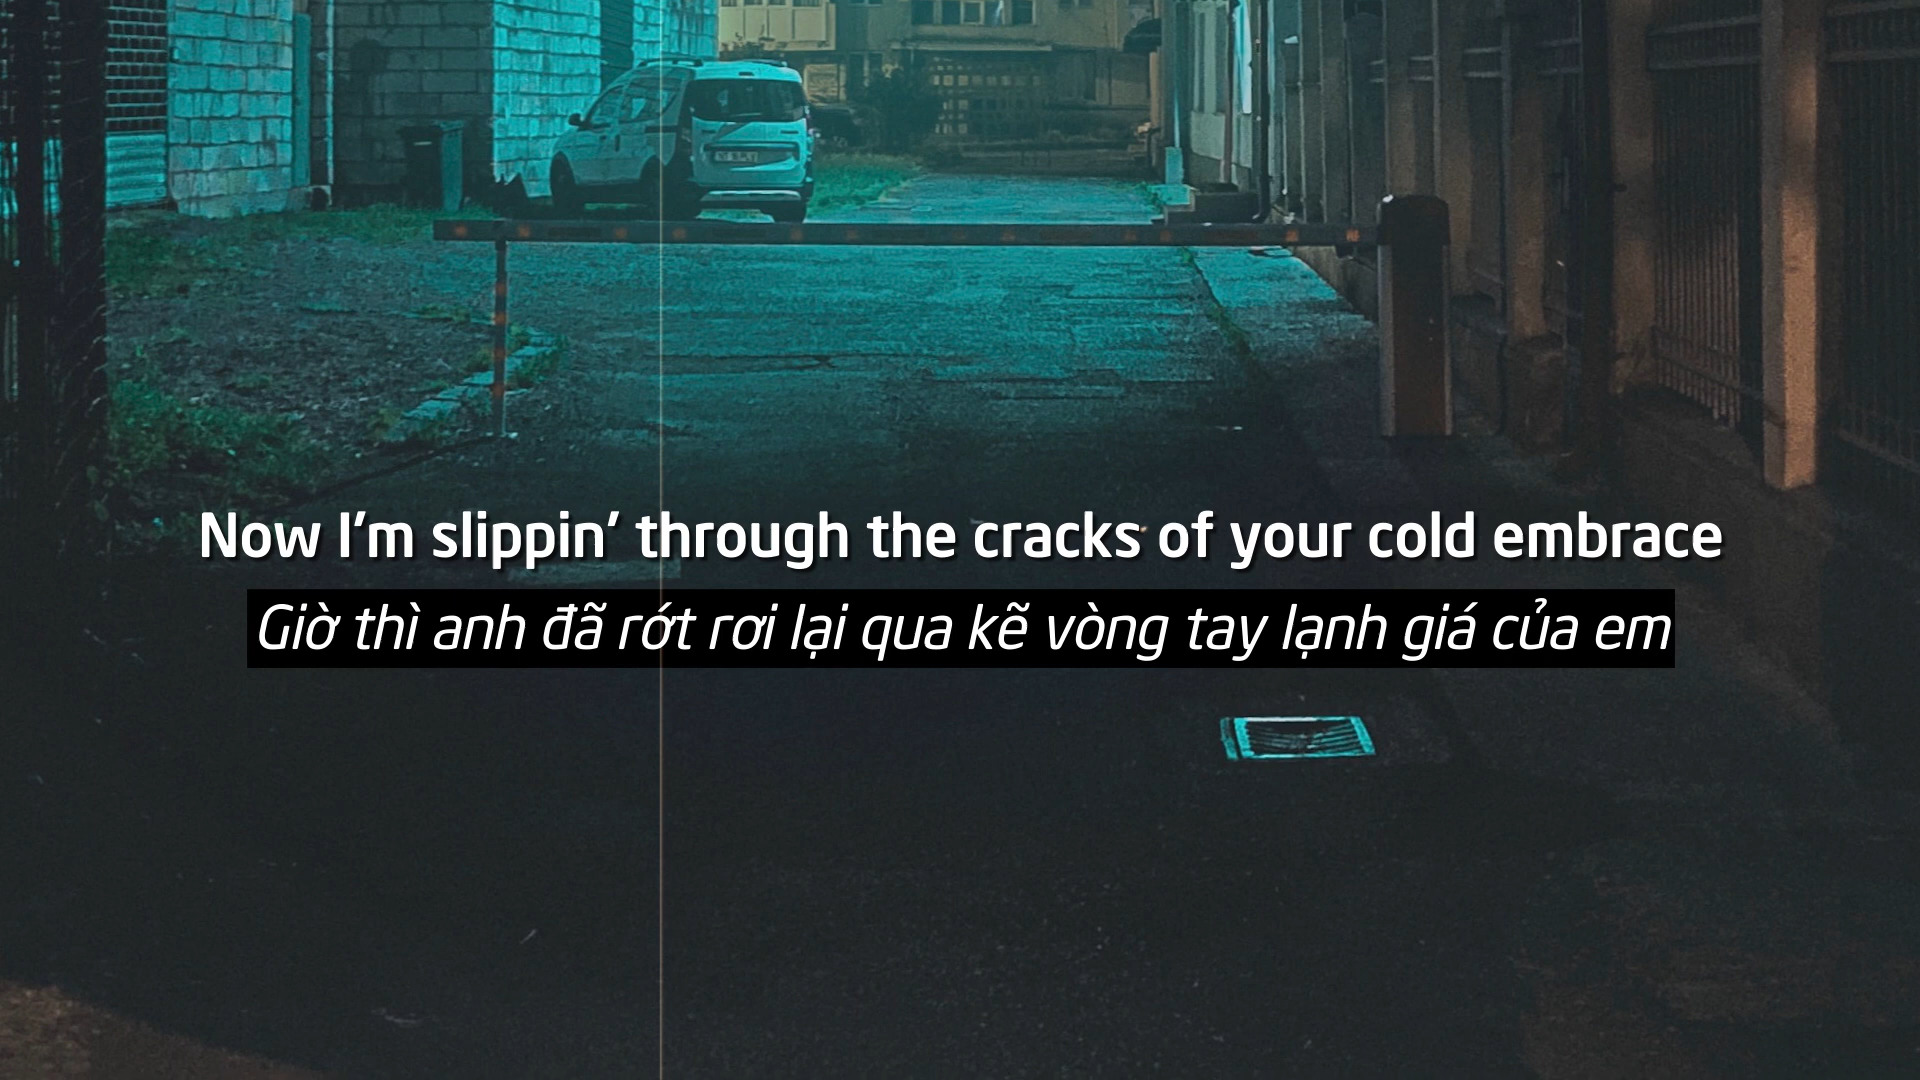 Now I'm slippin' through the cracks of your cold embrace
Giờ thì anh đã rớt rơi lại qua kẽ vòng tay lạnh giá của em